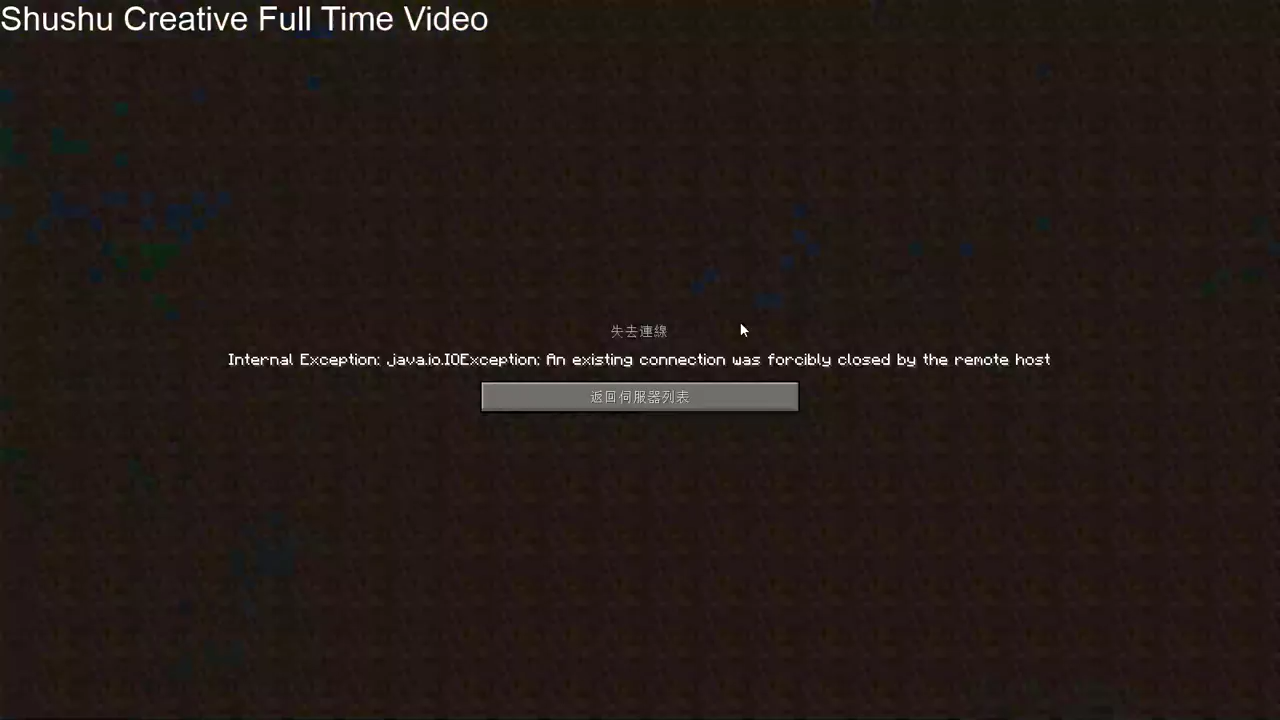 Shushu Creative Full Time Video
失去連線
Internal Exception: java.io.IOException: An existing connection was forcibly closed by the remote host
返回伺服器列表